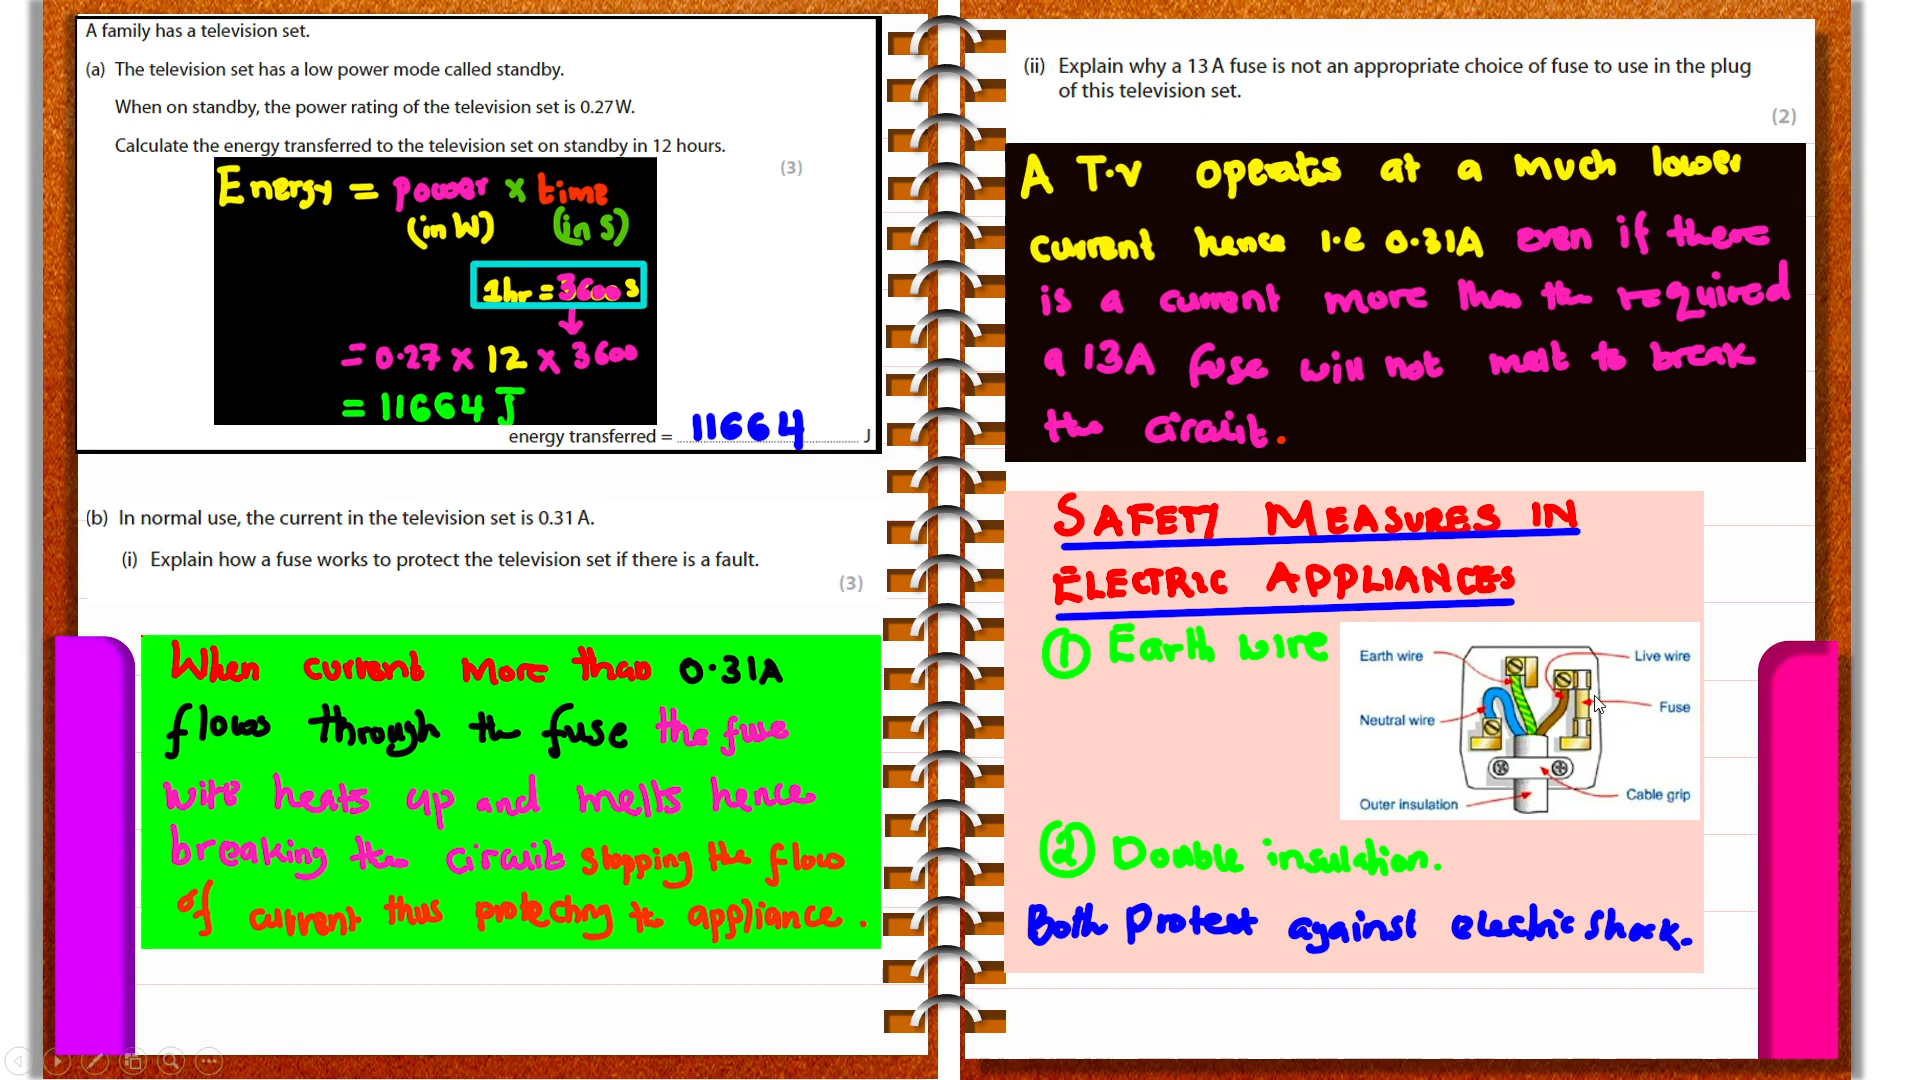 A family has a television set.
(a) The television set has a low power mode called standby.
When on standby, the power rating of the television set is 0.27 W.
Calculate the energy transferred to the television set on standby in 12 hours.
(3)
Energy = power x time
(in W) (in s)
1hr = 3600 s
= 0.27 x 12 x 3600
= 11664 J
energy transferred = 11664 J
(b) In normal use, the current in the television set is 0.31 A.
(i) Explain how a fuse works to protect the television set if there is a fault.
(3)
When current more than 0.31A
flows through the fuse the fuse
wire heats up and melts hence
breaking the circuit stopping the flow
of current thus protecting the appliance.
(ii) Explain why a 13 A fuse is not an appropriate choice of fuse to use in the plug
of this television set.
(2)
A T.V operates at a much lower
current hence i.e 0.31A even if there
is a current more than the required
a 13A fuse will not melt to break
the circuit.
SAFETY MEASURES IN
ELECTRIC APPLIANCES
① Earth wire
Earth wire
Live wire
Neutral wire
Fuse
Outer insulation
Cable grip
② Double insulation.
Both Protect against electric shock.